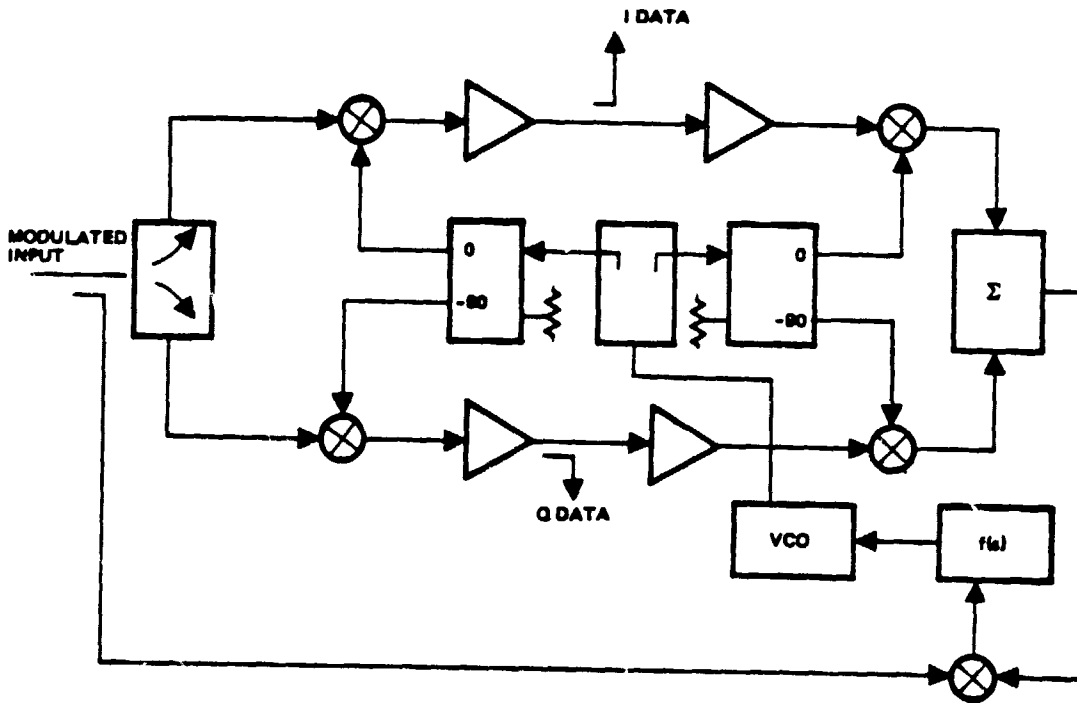 I DATA
MODULATED
INPUT
0
-90
0
-90
Σ
Q DATA
VCO
f(s)